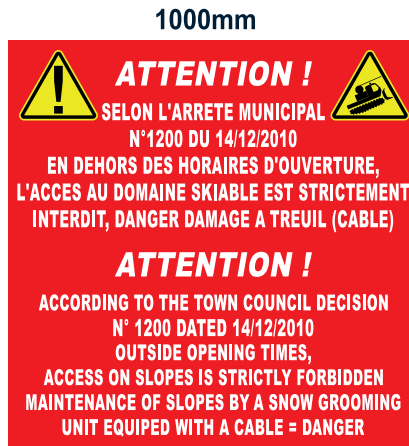 1000mm
ATTENTION !
SELON L'ARRETE MUNICIPAL
N°1200 DU 14/12/2010
EN DEHORS DES HORAIRES D'OUVERTURE,
L'ACCES AU DOMAINE SKIABLE EST STRICTEMENT
INTERDIT, DANGER DAMAGE A TREUIL (CABLE)
ATTENTION !
ACCORDING TO THE TOWN COUNCIL DECISION
N° 1200 DATED 14/12/2010
OUTSIDE OPENING TIMES,
ACCESS ON SLOPES IS STRICTLY FORBIDDEN
MAINTENANCE OF SLOPES BY A SNOW GROOMING
UNIT EQUIPED WITH A CABLE = DANGER